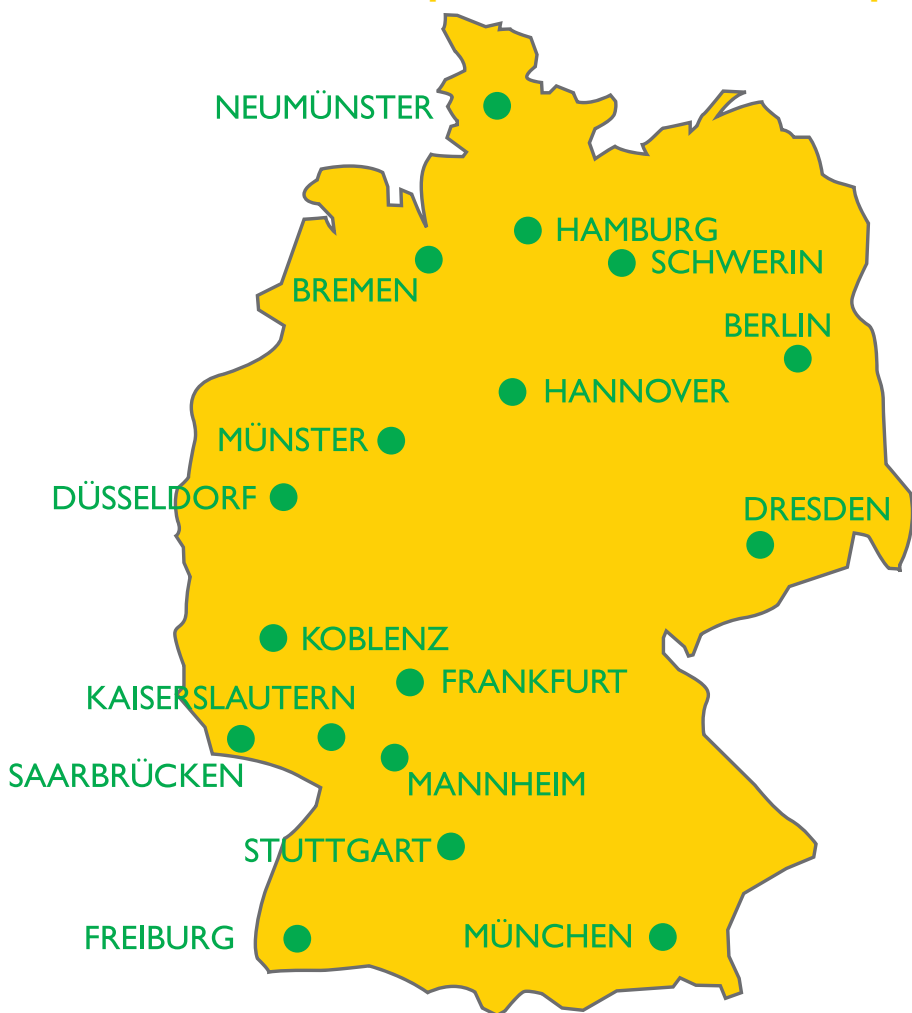 NEUMÜNSTER
HAMBURG
SCHWERIN
BREMEN
BERLIN
HANNOVER
MÜNSTER
DÜSSELDORF
DRESDEN
KOBLENZ
FRANKFURT
KAISERSLAUTERN
SAARBRÜCKEN
MANNHEIM
STUTTGART
FREIBURG
MÜNCHEN